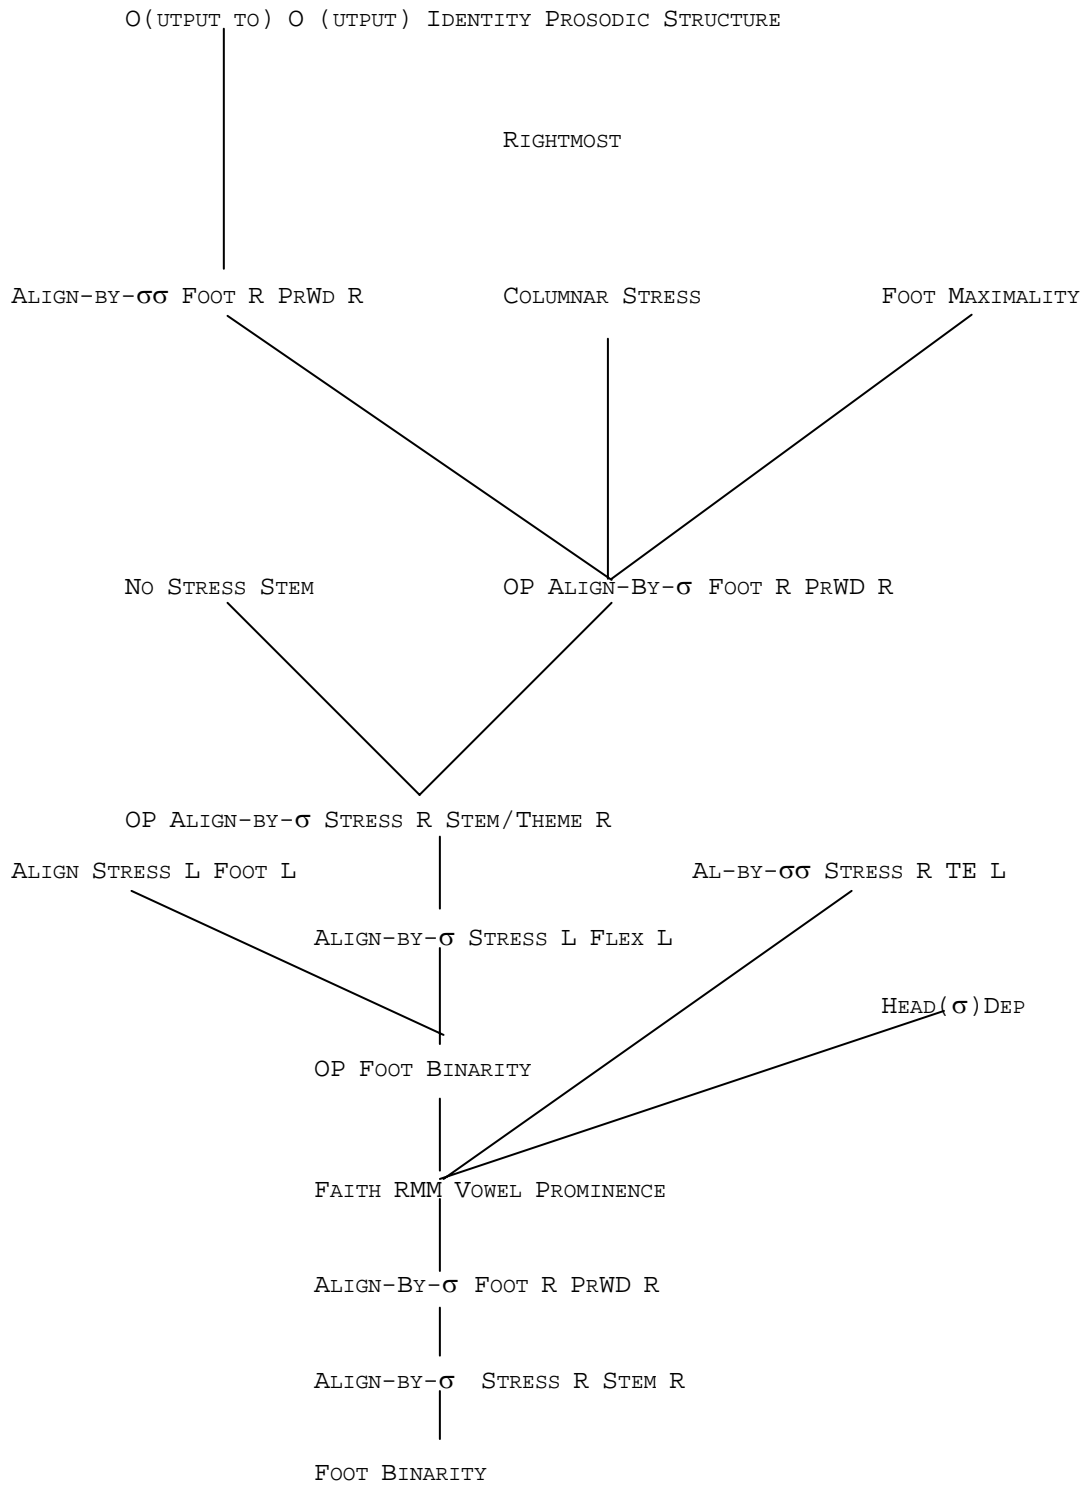 O(UTPUT TO) O (UTPUT) IDENTITY PROSODIC STRUCTURE
RIGHTMOST
ALIGN-BY-σσ FOOT R PRWD R
COLUMNAR STRESS
FOOT MAXIMALITY
NO STRESS STEM
OP ALIGN-BY-σ FOOT R PRWD R
OP ALIGN-BY-σ STRESS R STEM/THEME R
ALIGN STRESS L FOOT L
AL-BY-σσ STRESS R TE L
ALIGN-BY-σ STRESS L FLEX L
HEAD(σ)DEP
OP FOOT BINARITY
FAITH RMM VOWEL PROMINENCE
ALIGN-BY-σ FOOT R PRWD R
ALIGN-BY-σ STRESS R STEM R
FOOT BINARITY